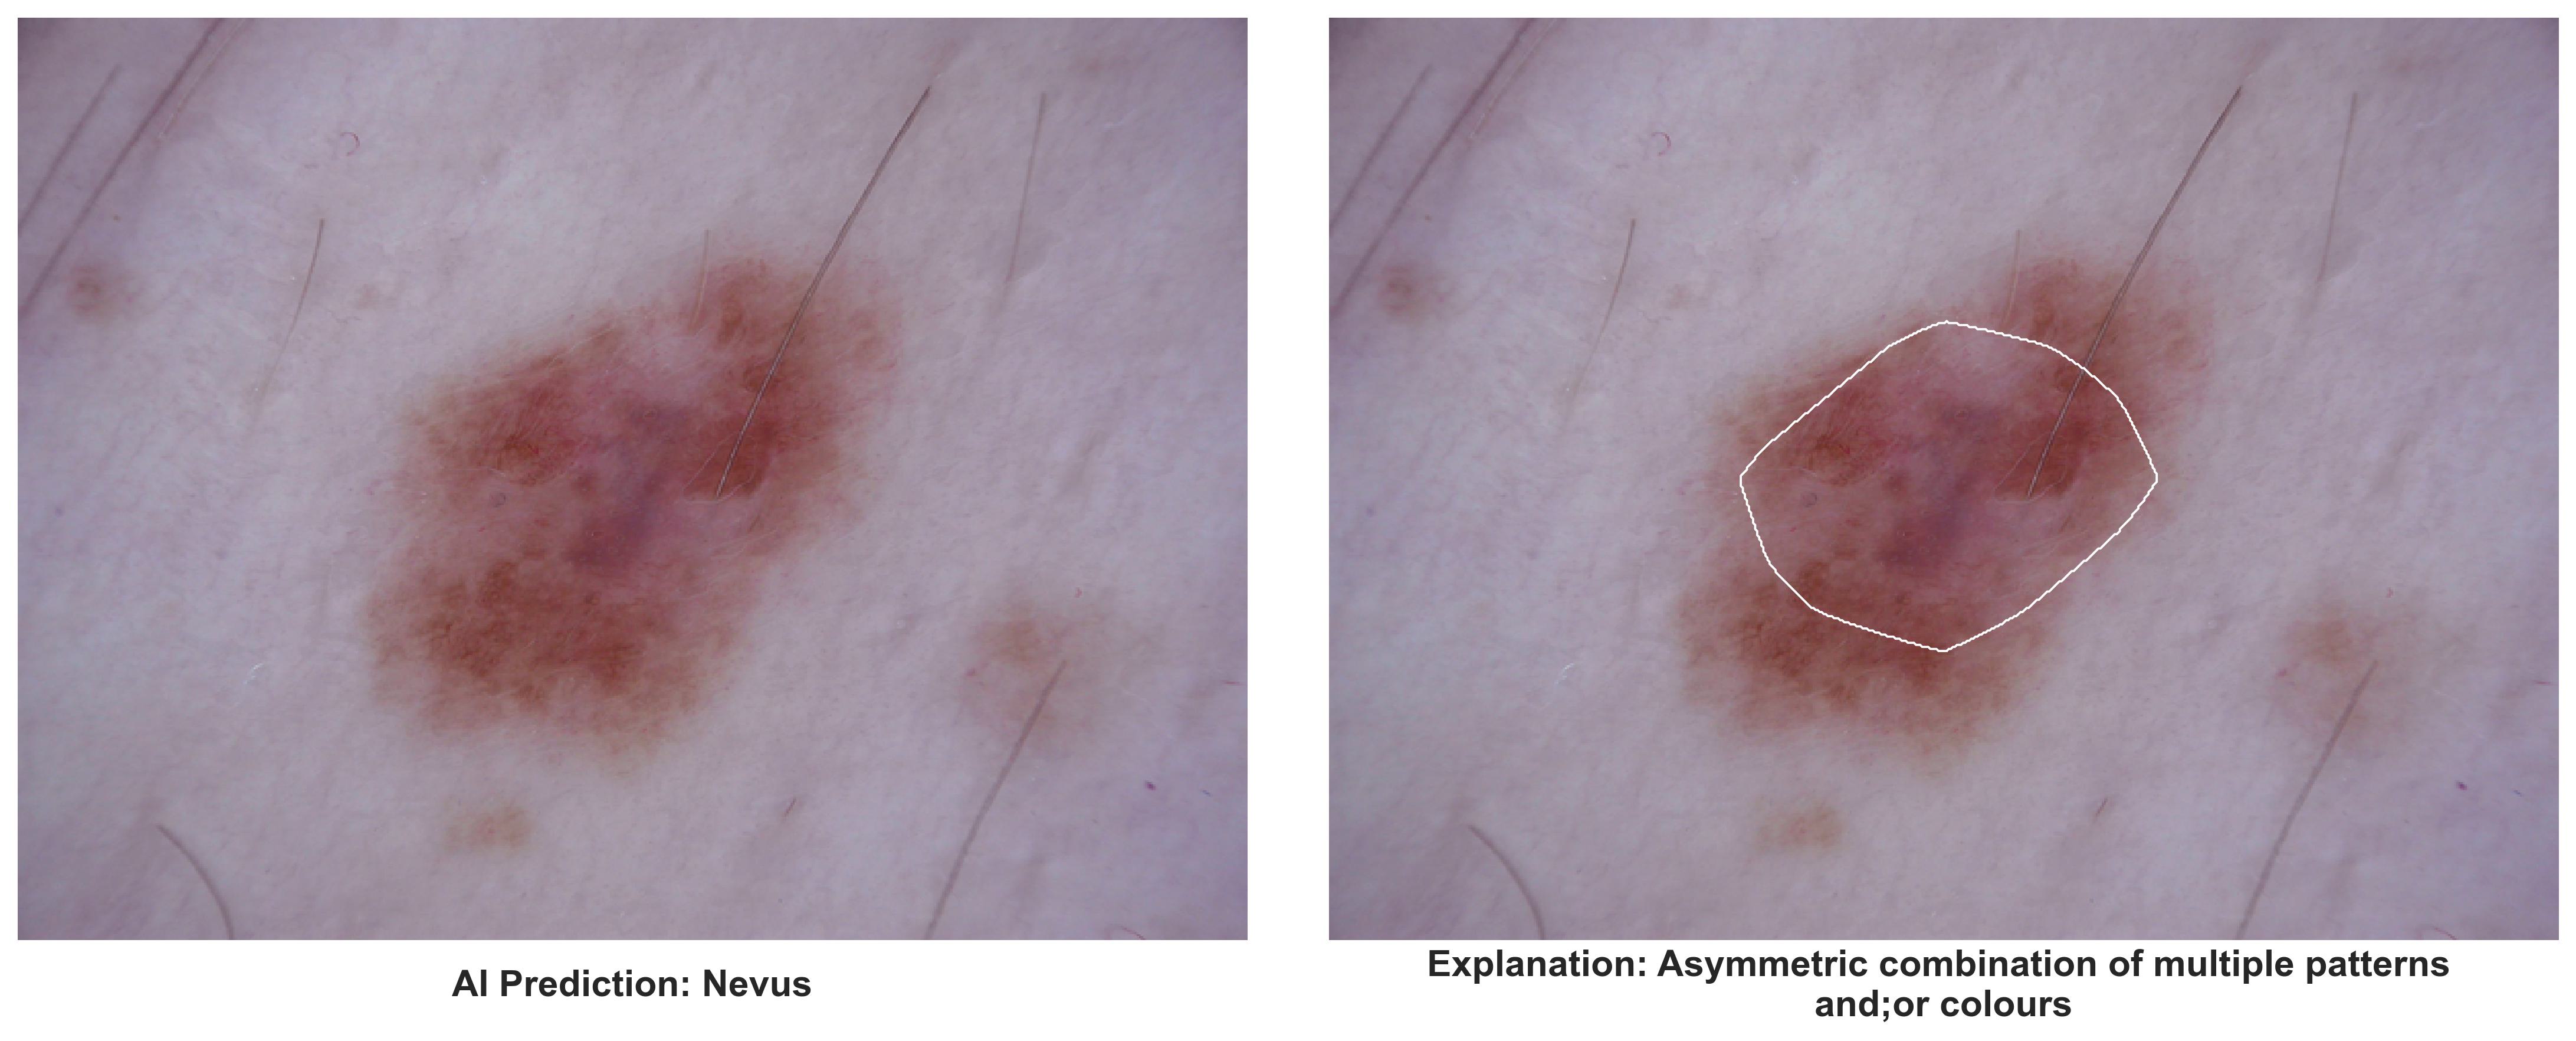 AI Prediction: Nevus
Explanation: Asymmetric combination of multiple patterns
and;or colours